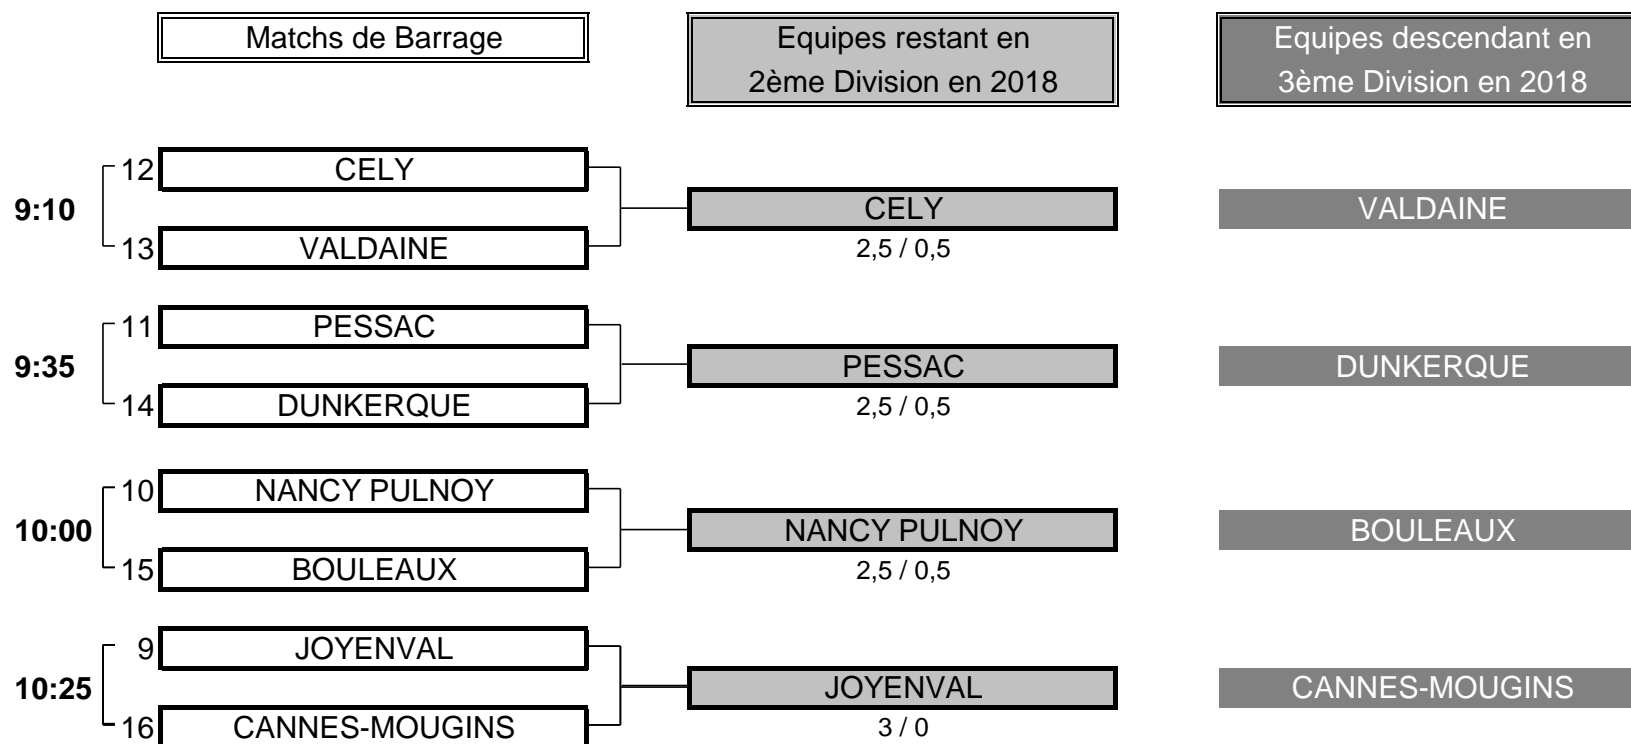 Matchs de Barrage
Equipes restant en
2ème Division en 2018
Equipes descendant en
3ème Division en 2018
9:10
12 CELY
13 VALDAINE
CELY
2,5 / 0,5
VALDAINE
9:35
11 PESSAC
14 DUNKERQUE
PESSAC
2,5 / 0,5
DUNKERQUE
10:00
10 NANCY PULNOY
15 BOULEAUX
NANCY PULNOY
2,5 / 0,5
BOULEAUX
10:25
9 JOYENVAL
16 CANNES-MOUGINS
JOYENVAL
3 / 0
CANNES-MOUGINS